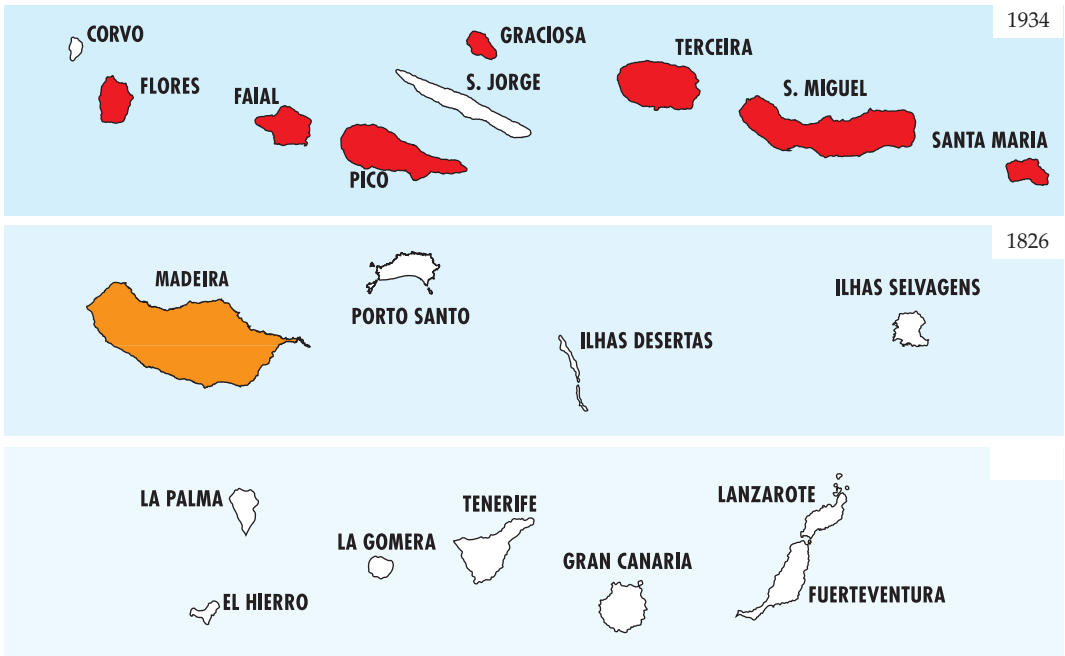 1934
CORVO
GRACIOSA
TERCEIRA
FLORES
FAIAL
S. JORGE
S. MIGUEL
SANTA MARIA
PICO
1826
MADEIRA
PORTO SANTO
ILHAS SELVAGENS
ILHAS DESERTAS
LA PALMA
TENERIFE
LANZAROTE
LA GOMERA
GRAN CANARIA
EL HIERRO
FUERTEVENTURA